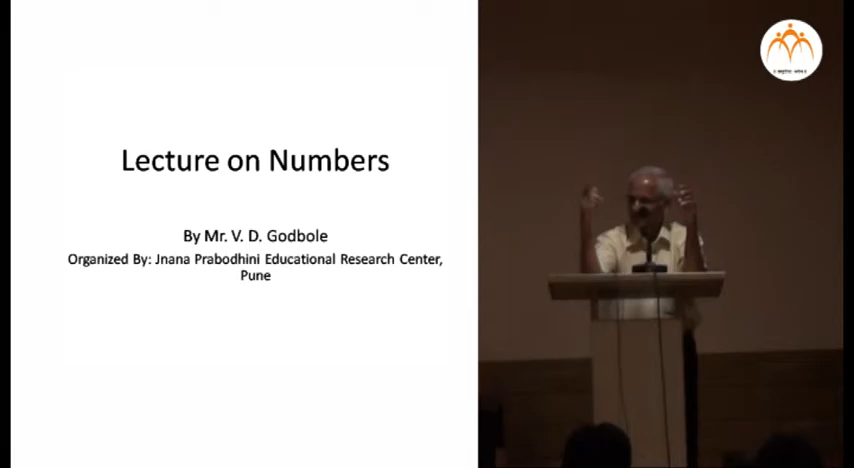 Lecture on Numbers
By Mr. V. D. Godbole
Organized By: Jnana Prabodhini Educational Research Center,
Pune